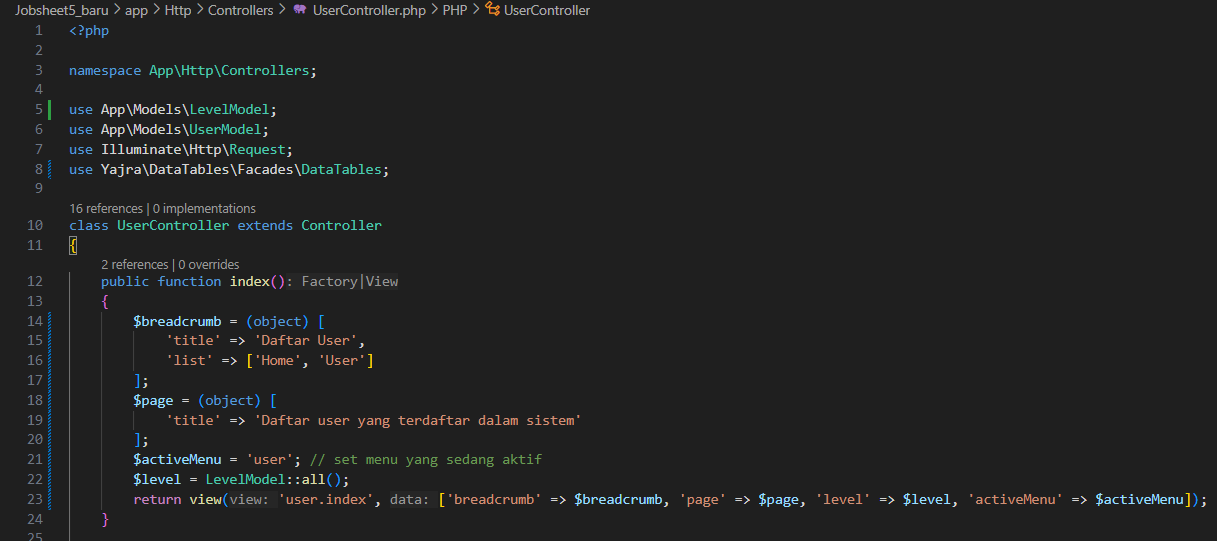 Jobsheet5_baru > app > Http > Controllers > UserController.php > PHP > UserController
1 <?php
2
3 namespace App\Http\Controllers;
4
5 use App\Models\LevelModel;
6 use App\Models\UserModel;
7 use Illuminate\Http\Request;
8 use Yajra\DataTables\Facades\DataTables;
9
16 references | 0 implementations
10 class UserController extends Controller
11 {
2 references | 0 overrides
12     public function index(): Factory|View
13     {
14         $breadcrumb = (object) [
15             'title' => 'Daftar User',
16             'list' => ['Home', 'User']
17         ];
18         $page = (object) [
19             'title' => 'Daftar user yang terdaftar dalam sistem'
20         ];
21         $activeMenu = 'user'; // set menu yang sedang aktif
22         $level = LevelModel::all();
23         return view(view: 'user.index', data: ['breadcrumb' => $breadcrumb, 'page' => $page, 'level' => $level, 'activeMenu' => $activeMenu]);
24     }
25